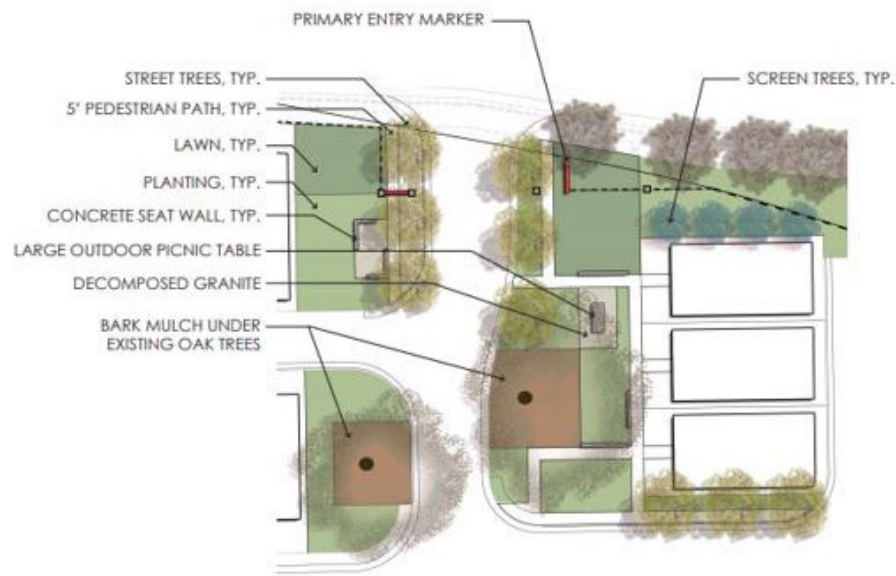 PRIMARY ENTRY MARKER
STREET TREES, TYP.
SCREEN TREES, TYP.
5' PEDESTRIAN PATH, TYP.
LAWN, TYP.
PLANTING, TYP.
CONCRETE SEAT WALL, TYP.
LARGE OUTDOOR PICNIC TABLE
DECOMPOSED GRANITE
BARK MULCH UNDER
EXISTING OAK TREES